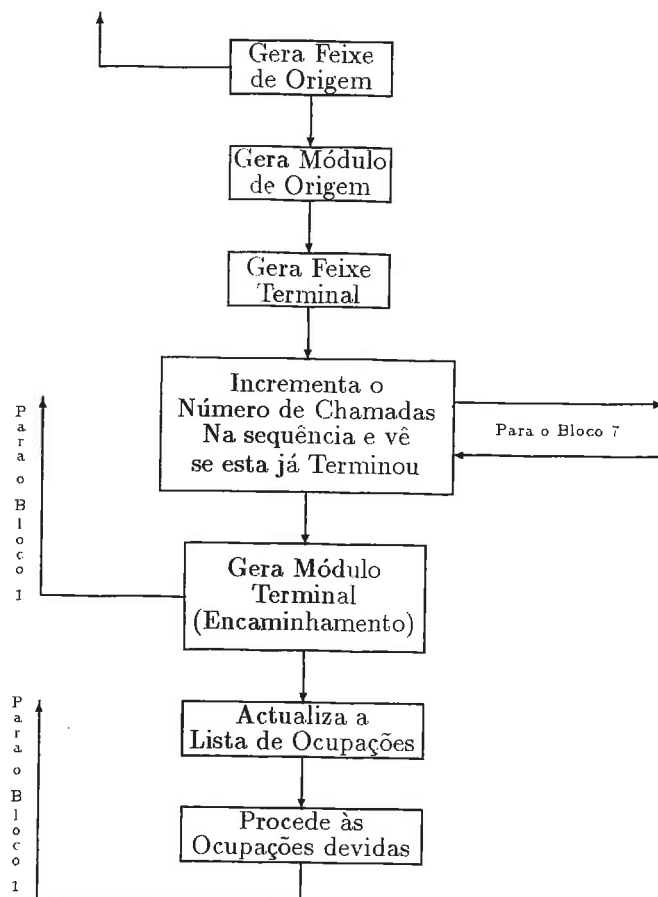 Gera Feixe
de Origem
Gera Módulo
de Origem
Gera Feixe
Terminal
Incrementa o
Número de Chamadas
Na sequência e vê
se esta já Terminou
Para o Bloco 7
Para o Bloco 1
Gera Módulo
Terminal
(Encaminhamento)
Actualiza a
Lista de Ocupações
Procede às
Ocupações devidas
Para o Bloco 1